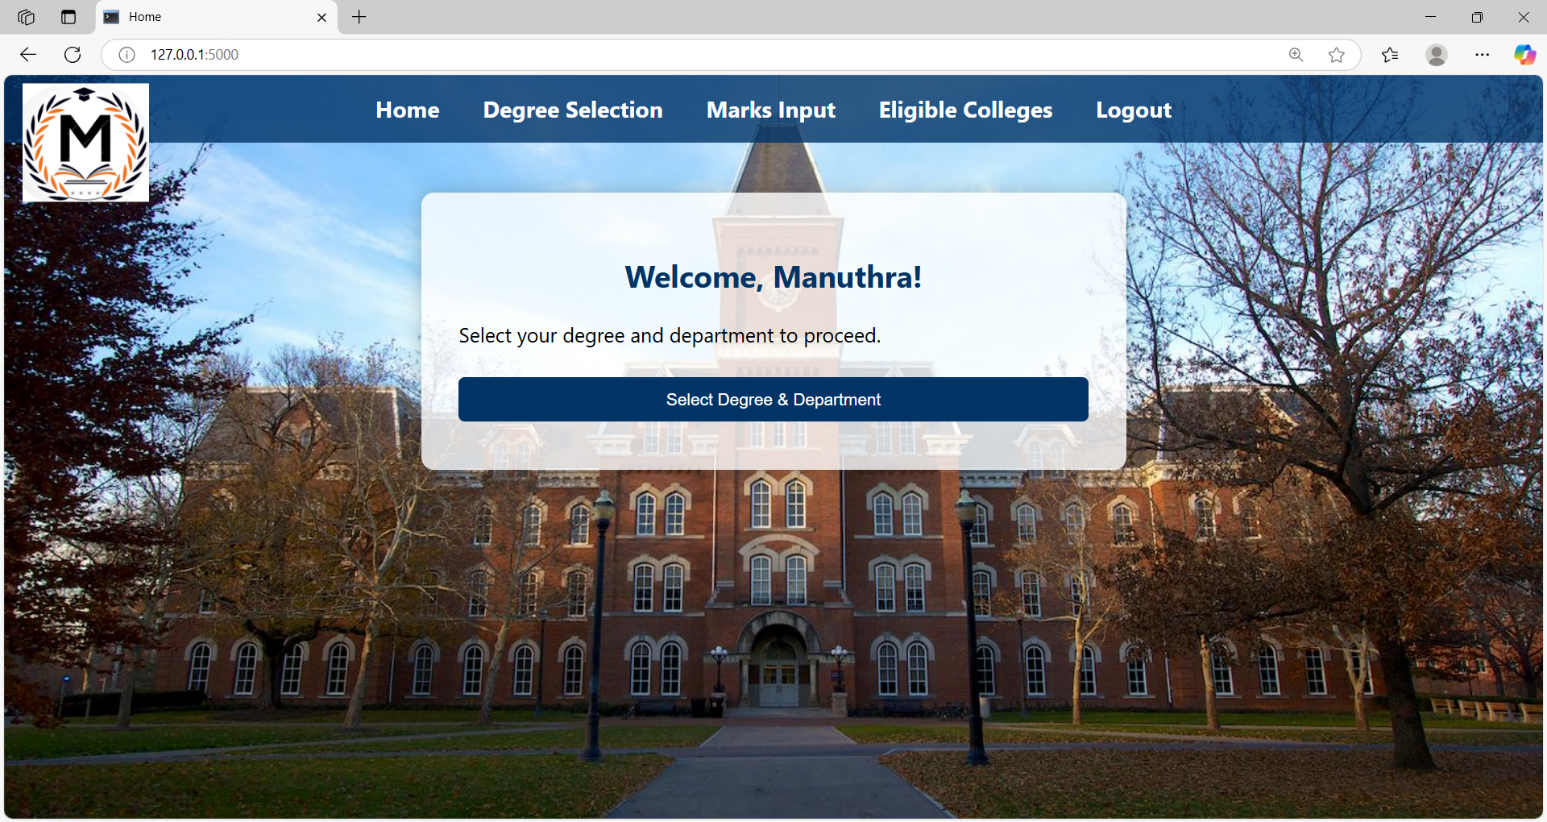 Home
127.0.0.1:5000
M
Home Degree Selection Marks Input Eligible Colleges Logout
Welcome, Manuthra!
Select your degree and department to proceed.
Select Degree & Department